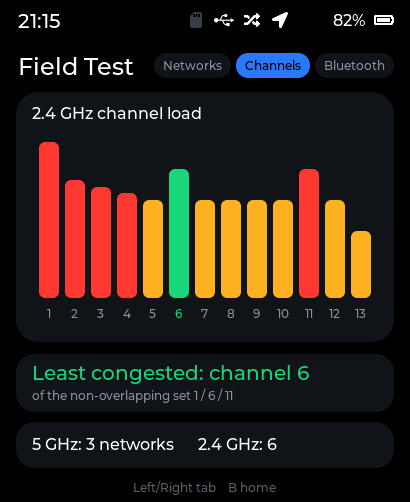 21:15 82%
Field Test Networks Channels Bluetooth
2.4 GHz channel load
1 2 3 4 5 6 7 8 9 10 11 12 13
Least congested: channel 6
of the non-overlapping set 1 / 6 / 11
5 GHz: 3 networks 2.4 GHz: 6
Left/Right tab B home